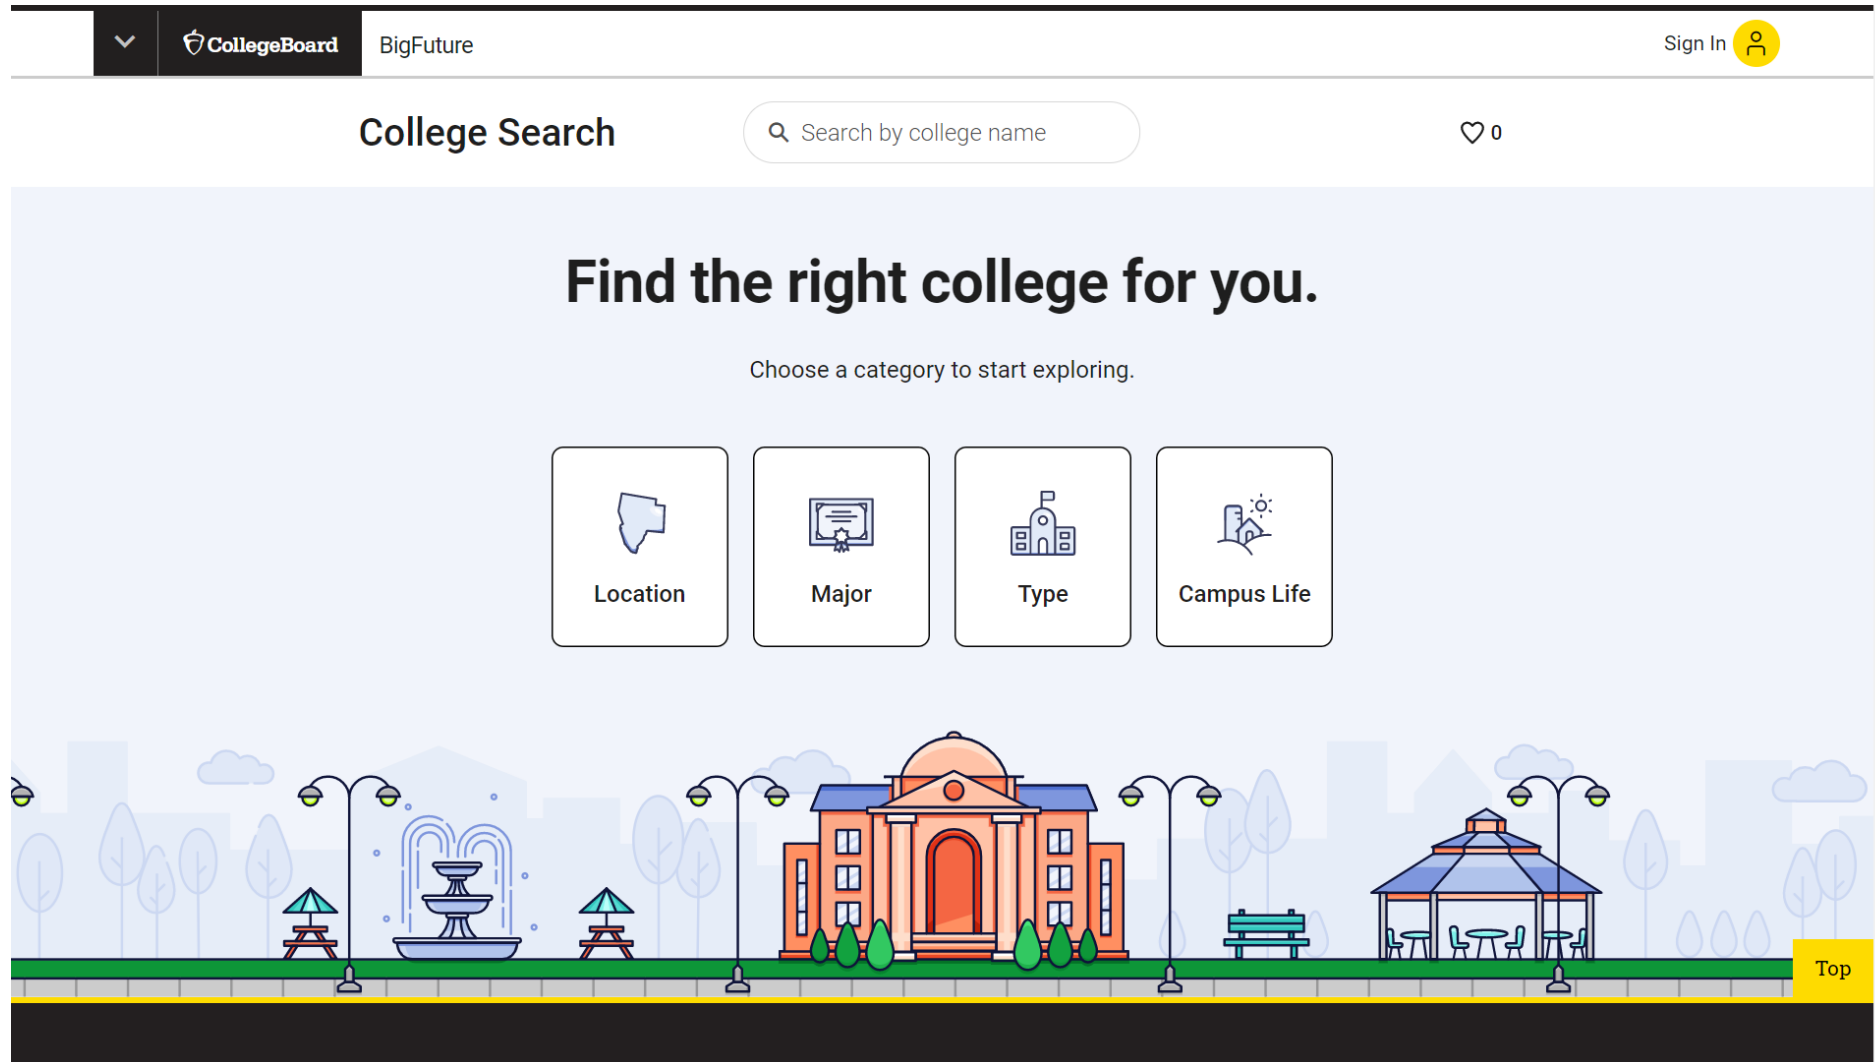 CollegeBoard
BigFuture
Sign In
College Search
Search by college name
0
Find the right college for you.
Choose a category to start exploring.
Location
Major
Type
Campus Life
Top